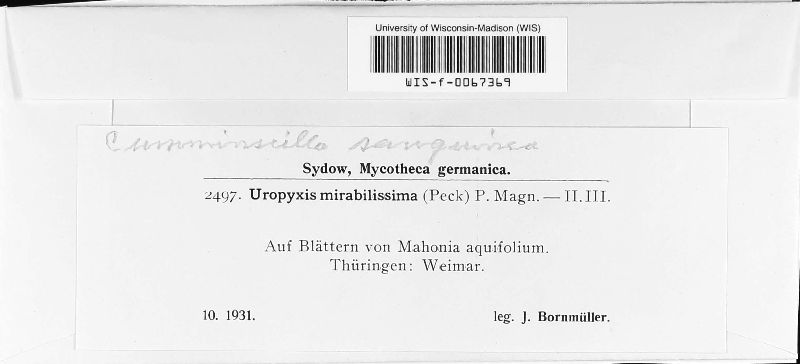 University of Wisconsin-Madison (WIS)
WIS-f-0067369
Cumminsiella sanguinea
Sydow, Mycotheca germanica.
2497. Uropyxis mirabilissima (Peck) P. Magn. — II. III.
Auf Blättern von Mahonia aquifolium.
Thüringen: Weimar.
10. 1931. leg. J. Bornmüller.